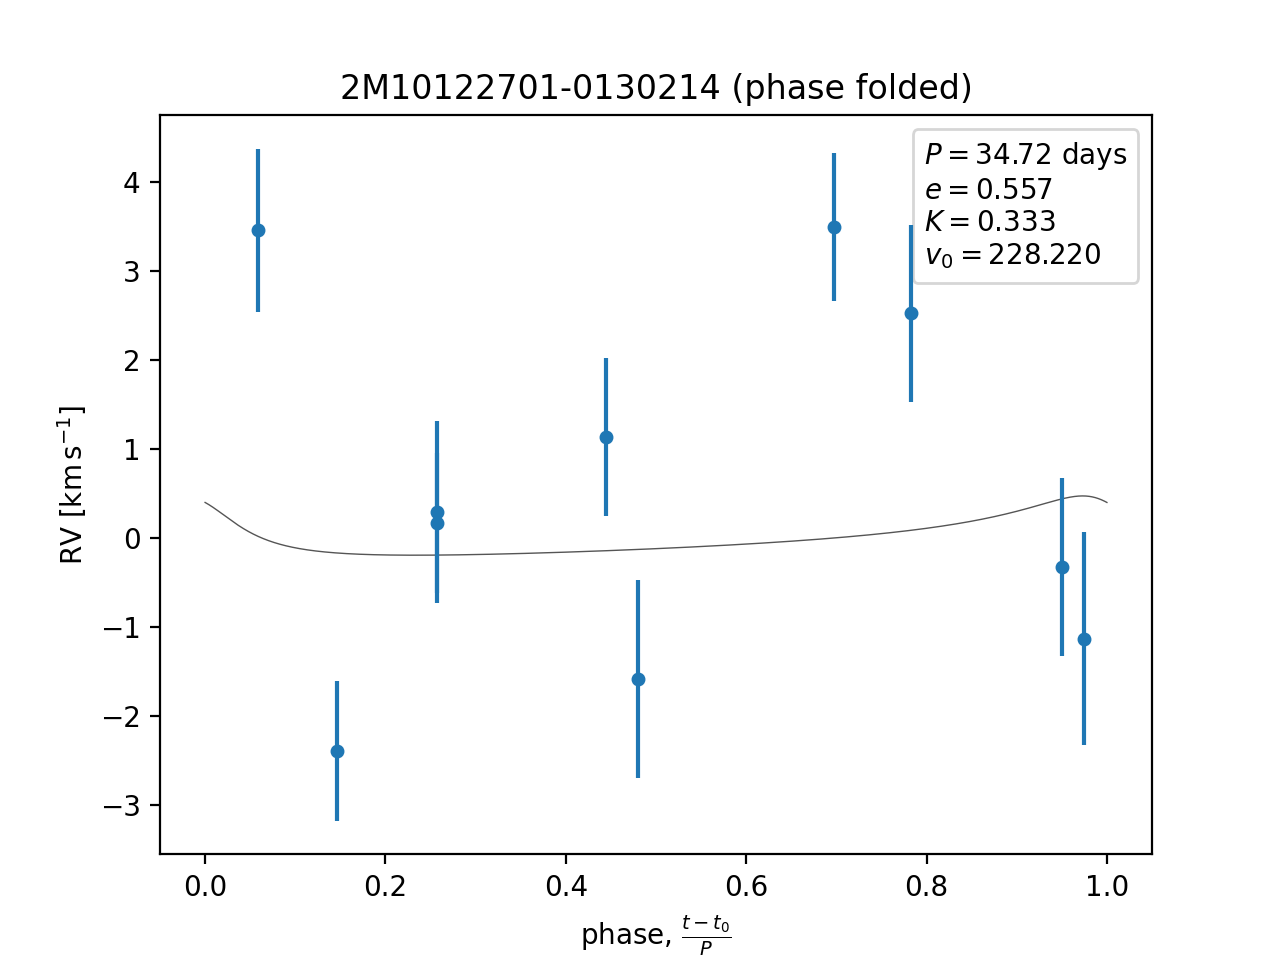 2M10122701-0130214 (phase folded)
P = 34.72 days
e = 0.557
K = 0.333
v₀ = 228.220
4
3
2
1
0
−1
−2
−3
RV [km s⁻¹]
0.0 0.2 0.4 0.6 0.8 1.0
phase, (t − t₀)/P